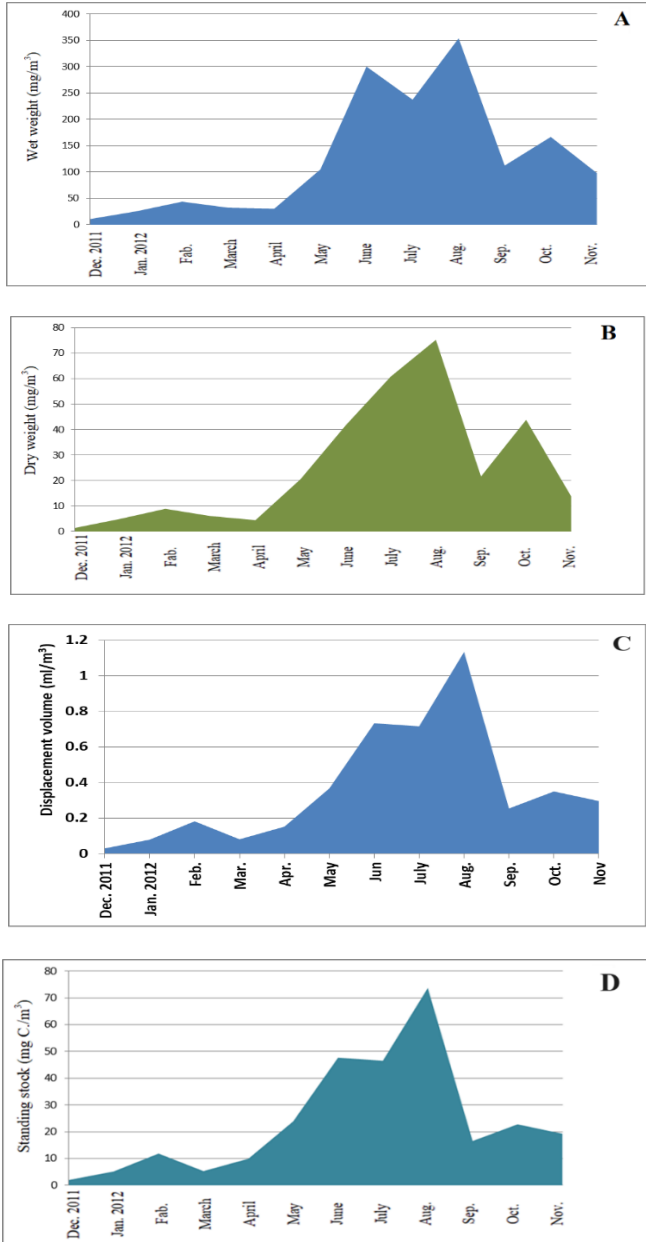 A
Wet weight (mg/m³)
400
350
300
250
200
150
100
50
0
Dec. 2011
Jan. 2012
Fab.
March
April
May
June
July
Aug.
Sep.
Oct.
Nov.
B
Dry weight (mg/m³)
80
70
60
50
40
30
20
10
0
Dec. 2011
Jan. 2012
Fab.
March
April
May
June
July
Aug.
Sep.
Oct.
Nov.
C
Displacement volume (ml/m³)
1.2
1
0.8
0.6
0.4
0.2
0
Dec. 2011
Jan. 2012
Feb.
Mar.
Apr.
May
Jun
July
Aug.
Sep.
Oct.
Nov
D
Standing stock (mg C./m³)
80
70
60
50
40
30
20
10
0
Dec. 2011
Jan. 2012
Fab.
March
April
May
June
July
Aug.
Sep.
Oct.
Nov.